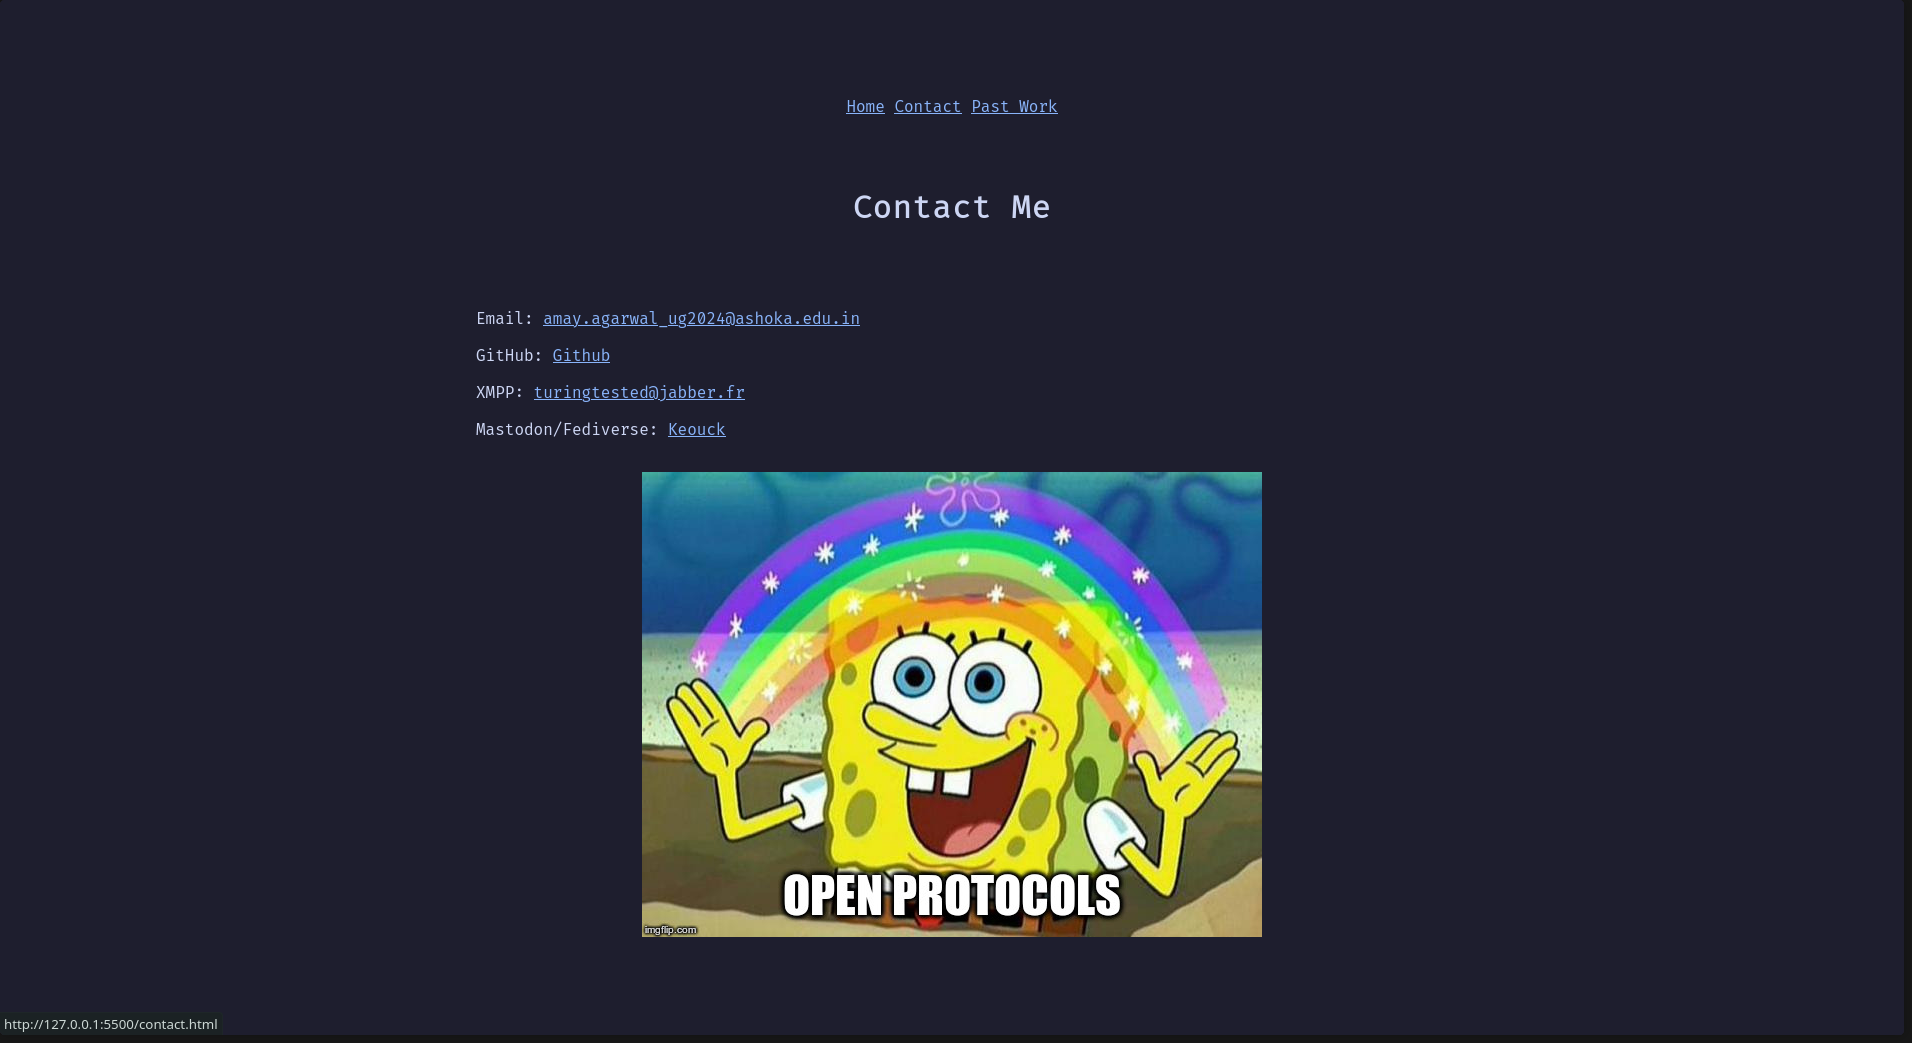 Home Contact Past Work
Contact Me
Email: amay.agarwal_ug2024@ashoka.edu.in
GitHub: Github
XMPP: turingtested@jabber.fr
Mastodon/Fediverse: Keouck
OPEN PROTOCOLS
imgflip.com
http://127.0.0.1:5500/contact.html